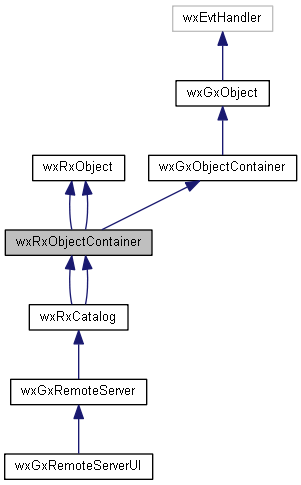 wxEvtHandler
wxGxObject
wxRxObject
wxGxObjectContainer
wxRxObjectContainer
wxRxCatalog
wxGxRemoteServer
wxGxRemoteServerUI